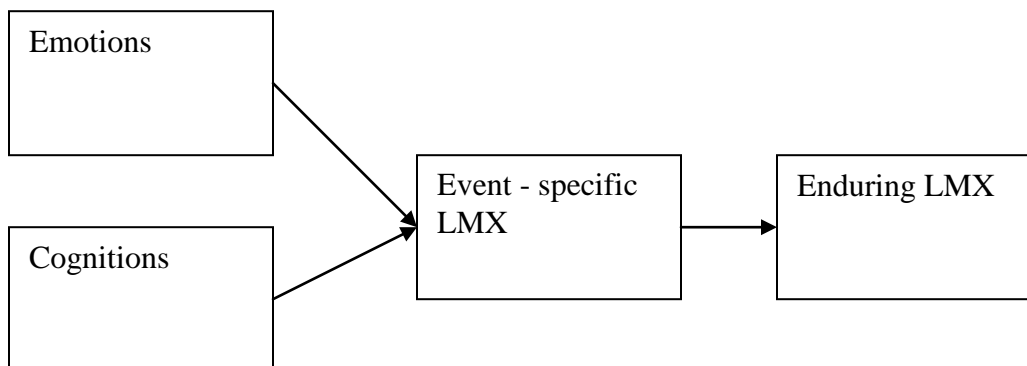 Emotions
Event - specific
LMX
Enduring LMX
Cognitions